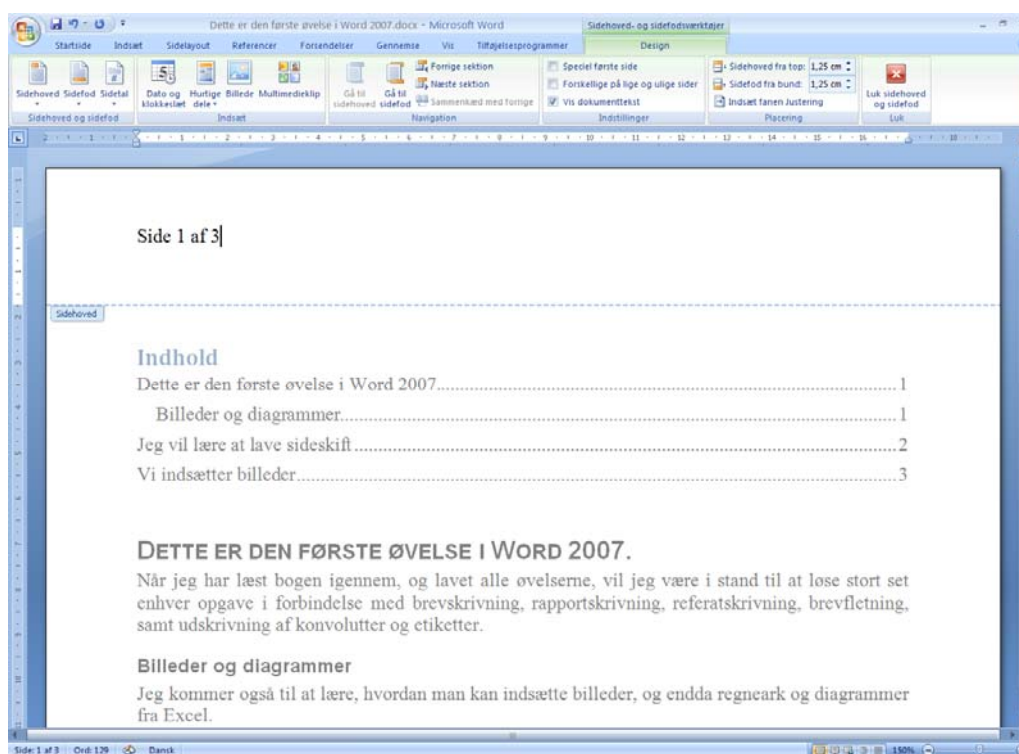 Dette er den første øvelse i Word 2007.docx - Microsoft Word
Sidehoved- og sidefodsværktøjer
Startside Indsæt Sidelayout Referencer Forsendelser Gennemse Vis Tilføjelsesprogrammer Design
Sidehoved Sidefod Sidetal
Dato og klokkeslæt
Hurtige dele
Billede Multimedieklip
Gå til sidehoved
Gå til sidefod
Forrige sektion
Næste sektion
Sammenkæd med forrige
Speciel første side
Forskellige på lige og ulige sider
Vis dokumenttekst
Sidehoved fra top: 1,25 cm
Sidefod fra bund: 1,25 cm
Indsæt fanen Justering
Luk sidehoved og sidefod
Sidehoved og sidefod Indsæt Navigation Indstillinger Placering Luk
Side 1 af 3
Sidehoved
Indhold
Dette er den første øvelse i Word 2007. 1
Billeder og diagrammer 1
Jeg vil lære at lave sideskift 2
Vi indsætter billeder 3
DETTE ER DEN FØRSTE ØVELSE I WORD 2007.
Når jeg har læst bogen igennem, og lavet alle øvelserne, vil jeg være i stand til at løse stort set
enhver opgave i forbindelse med brevskrivning, rapportskrivning, referatskrivning, brevfletning,
samt udskrivning af konvolutter og etiketter.
Billeder og diagrammer
Jeg kommer også til at lære, hvordan man kan indsætte billeder, og endda regneark og diagrammer
fra Excel.
Side: 1 af 3 Ord: 129 Dansk 150%